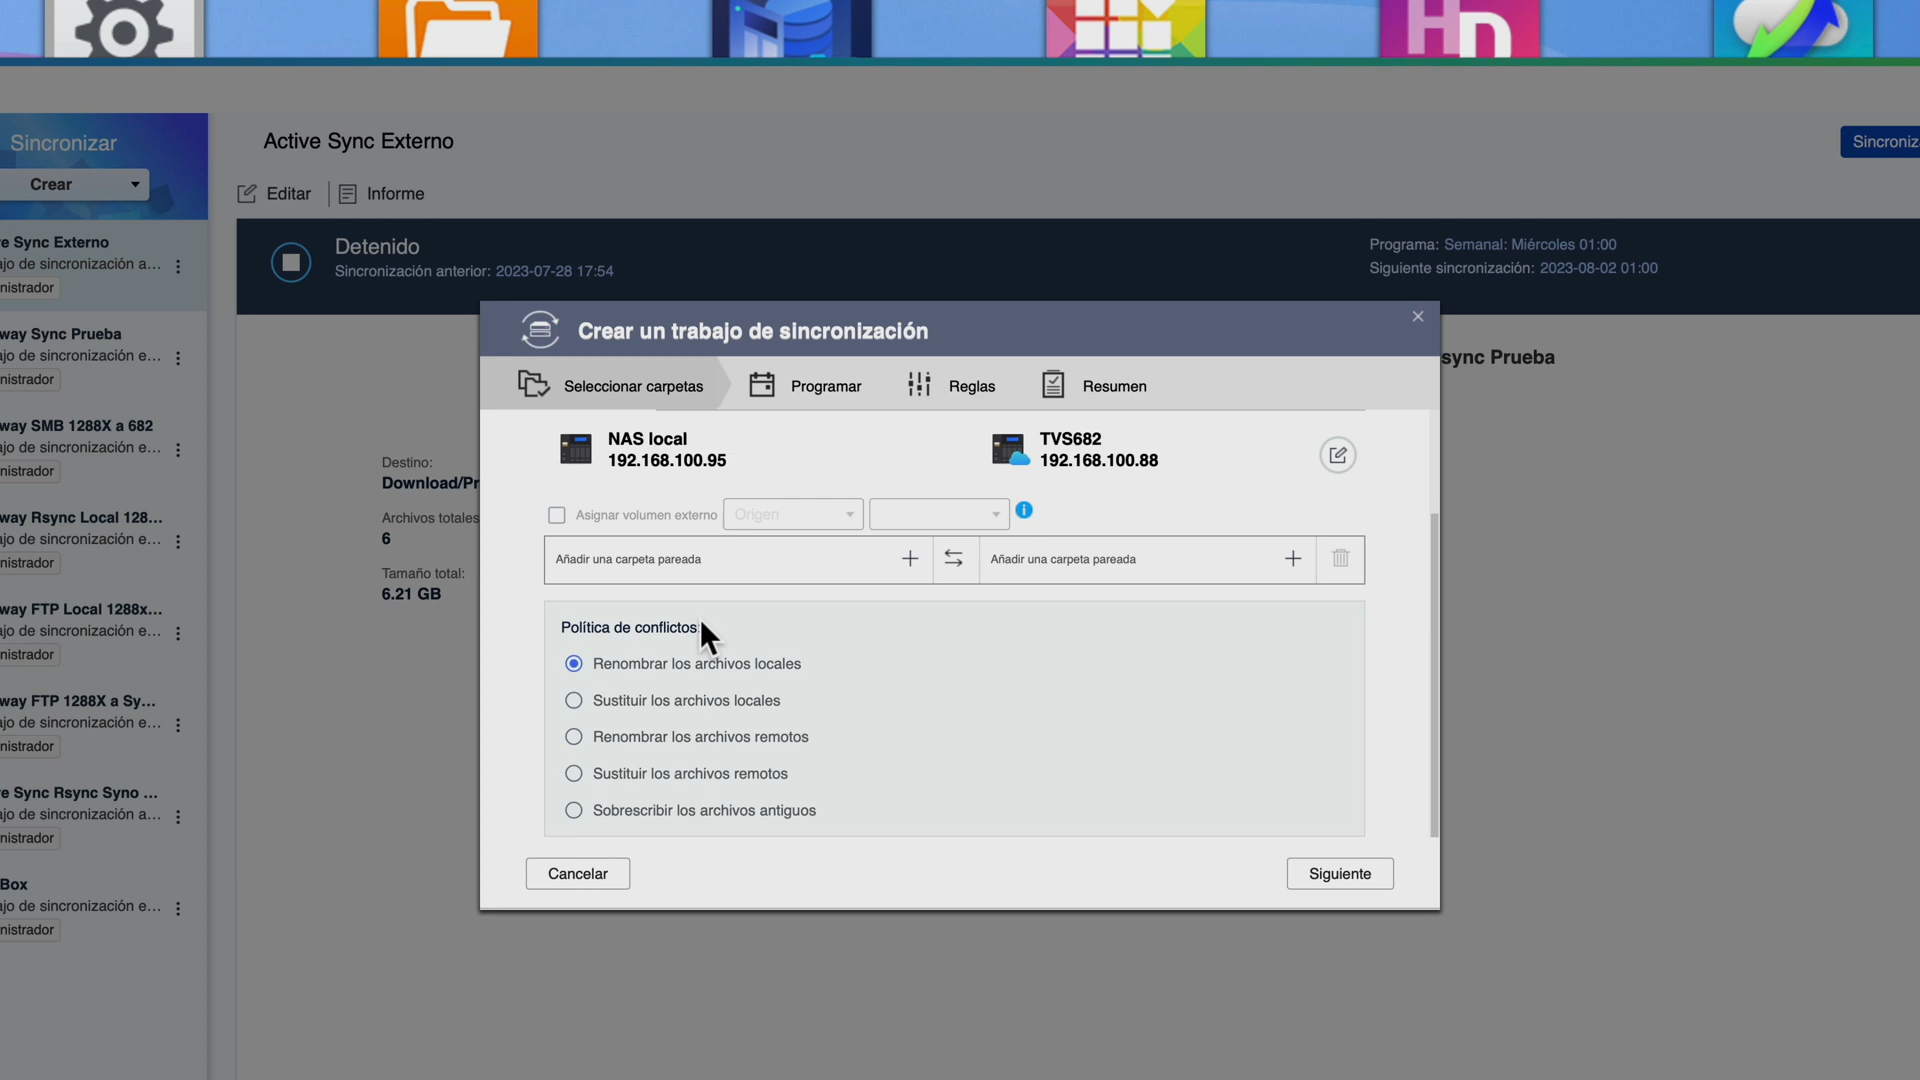 Sincronizar
Crear
Active Sync Externo
Sincroniz
Editar
Informe
Detenido
Sincronización anterior: 2023-07-28 17:54
Programa: Semanal: Miércoles 01:00
Siguiente sincronización: 2023-08-02 01:00
e Sync Externo
ajo de sincronización a...
nistrador
way Sync Prueba
ajo de sincronización e...
nistrador
way SMB 1288X a 682
ajo de sincronización e...
nistrador
way Rsync Local 128...
ajo de sincronización e...
nistrador
way FTP Local 1288x...
ajo de sincronización e...
nistrador
way FTP 1288X a Sy...
ajo de sincronización e...
nistrador
e Sync Rsync Syno ...
ajo de sincronización a...
nistrador
Box
ajo de sincronización e...
nistrador
Destino:
Download/Pr
Archivos totales
6
Tamaño total:
6.21 GB
sync Prueba
Crear un trabajo de sincronización
Seleccionar carpetas
Programar
Reglas
Resumen
NAS local
192.168.100.95
TVS682
192.168.100.88
Asignar volumen externo
Origen
Añadir una carpeta pareada
Añadir una carpeta pareada
Política de conflictos
Renombrar los archivos locales
Sustituir los archivos locales
Renombrar los archivos remotos
Sustituir los archivos remotos
Sobrescribir los archivos antiguos
Cancelar
Siguiente